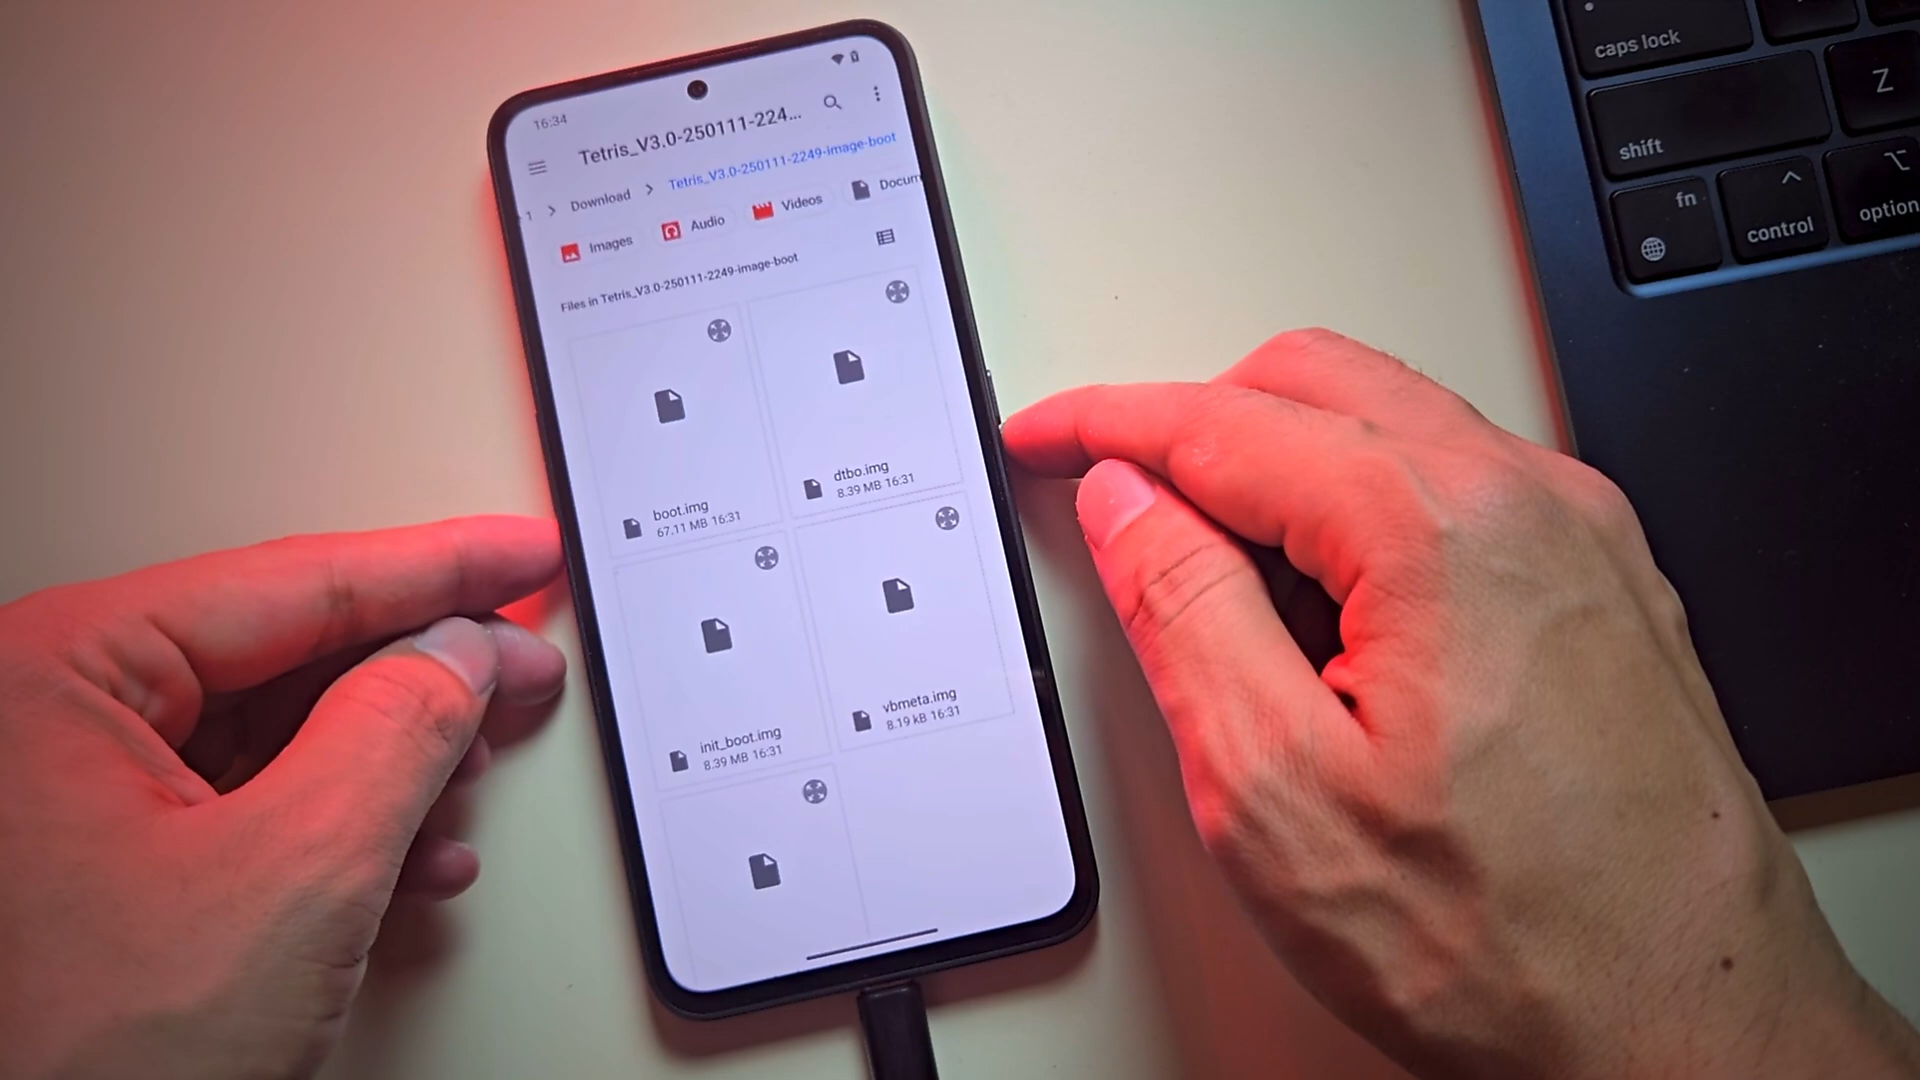 16:34
Tetris_V3.0-250111-224...
1 > Download > Tetris_V3.0-250111-2249-image-boot
Images Audio Videos Docum
Files in Tetris_V3.0-250111-2249-image-boot
boot.img
67.11 MB 16:31
dtbo.img
8.39 MB 16:31
init_boot.img
8.39 MB 16:31
vbmeta.img
8.19 kB 16:31
caps lock
shift
Z
fn
control
option